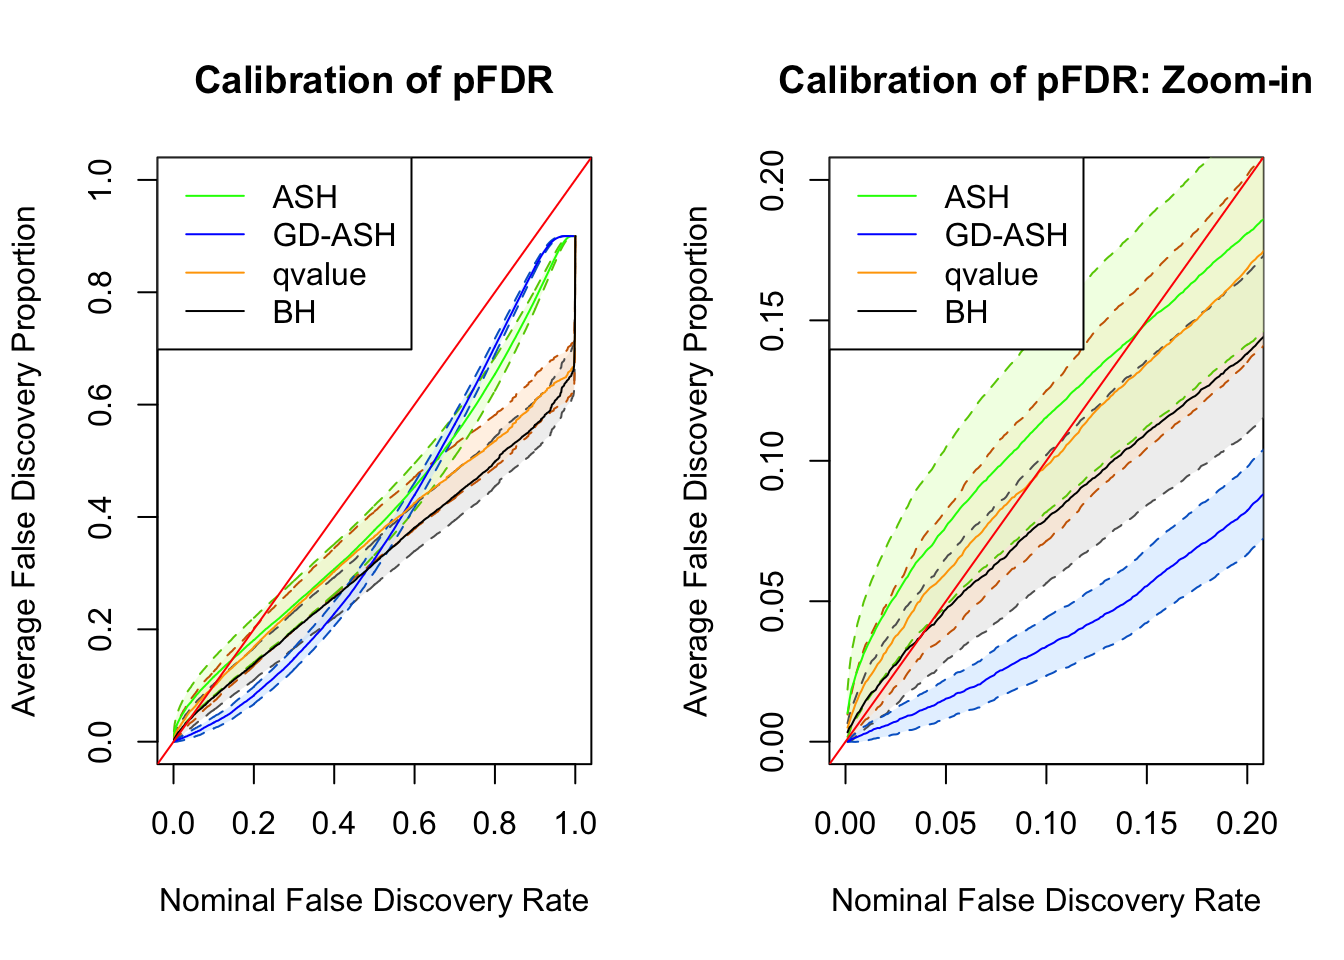 Calibration of pFDR
Average False Discovery Proportion
1.0
0.8
0.6
0.4
0.2
0.0
ASH
GD-ASH
qvalue
BH
0.0 0.2 0.4 0.6 0.8 1.0
Nominal False Discovery Rate
Calibration of pFDR: Zoom-in
Average False Discovery Proportion
0.20
0.15
0.10
0.05
0.00
ASH
GD-ASH
qvalue
BH
0.00 0.05 0.10 0.15 0.20
Nominal False Discovery Rate